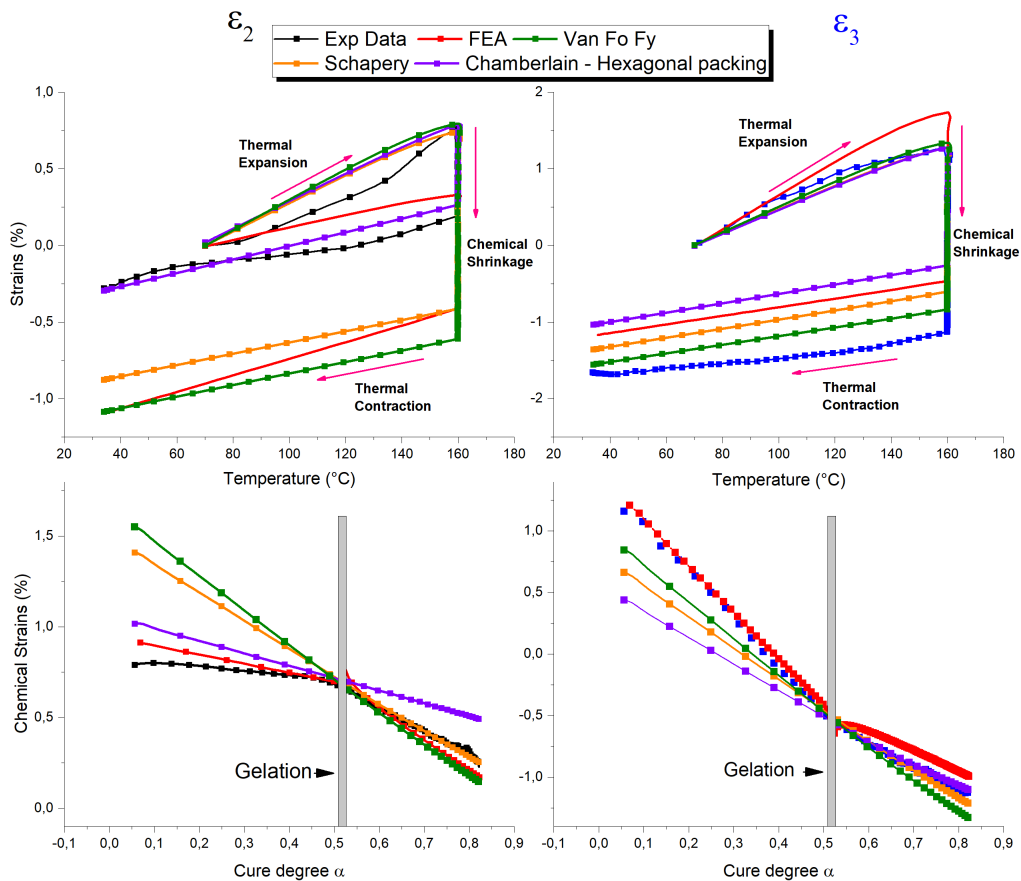 ε2
ε3
Exp Data FEA Van Fo Fy
Schapery Chamberlain - Hexagonal packing
1,0
0,5
0,0
-0,5
-1,0
Strains (%)
Thermal
Expansion
Chemical
Shrinkage
Thermal
Contraction
20 40 60 80 100 120 140 160 180
Temperature (°C)
2
1
0
-1
-2
Thermal
Expansion
Chemical
Shrinkage
Thermal
Contraction
20 40 60 80 100 120 140 160 180
Temperature (°C)
1,5
1,0
0,5
0,0
Chemical Strains (%)
Gelation
-0,1 0,0 0,1 0,2 0,3 0,4 0,5 0,6 0,7 0,8 0,9
Cure degree α
1,0
0,5
0,0
-0,5
-1,0
Gelation
-0,1 0,0 0,1 0,2 0,3 0,4 0,5 0,6 0,7 0,8 0,9
Cure degree α